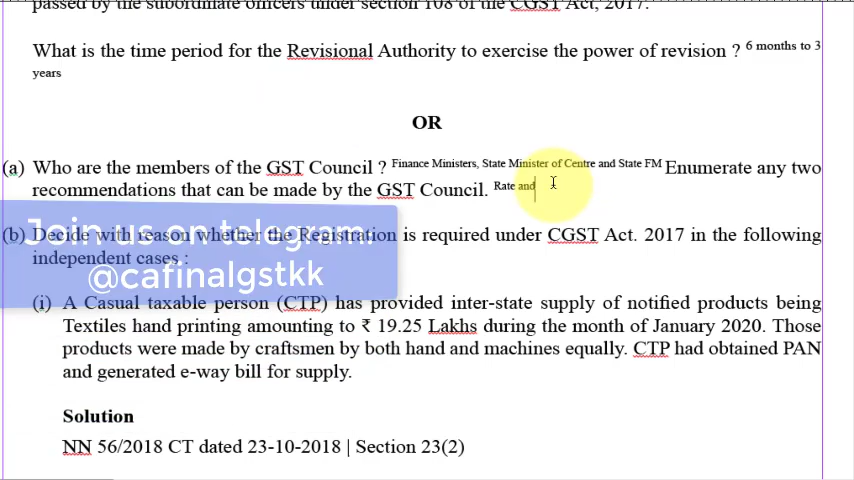 passed by the subordinate officers under section 108 of the CGST Act, 2017.
What is the time period for the Revisional Authority to exercise the power of revision ? 6 months to 3
years
OR
(a) Who are the members of the GST Council ? Finance Ministers, State Minister of Centre and State FM Enumerate any two
recommendations that can be made by the GST Council. Rate and
Join us on telegram:
@cafinalgstkk
(b) Decide with reason whether the Registration is required under CGST Act. 2017 in the following
independent cases :
(i) A Casual taxable person (CTP) has provided inter-state supply of notified products being
Textiles hand printing amounting to ₹ 19.25 Lakhs during the month of January 2020. Those
products were made by craftsmen by both hand and machines equally. CTP had obtained PAN
and generated e-way bill for supply.
Solution
NN 56/2018 CT dated 23-10-2018 | Section 23(2)